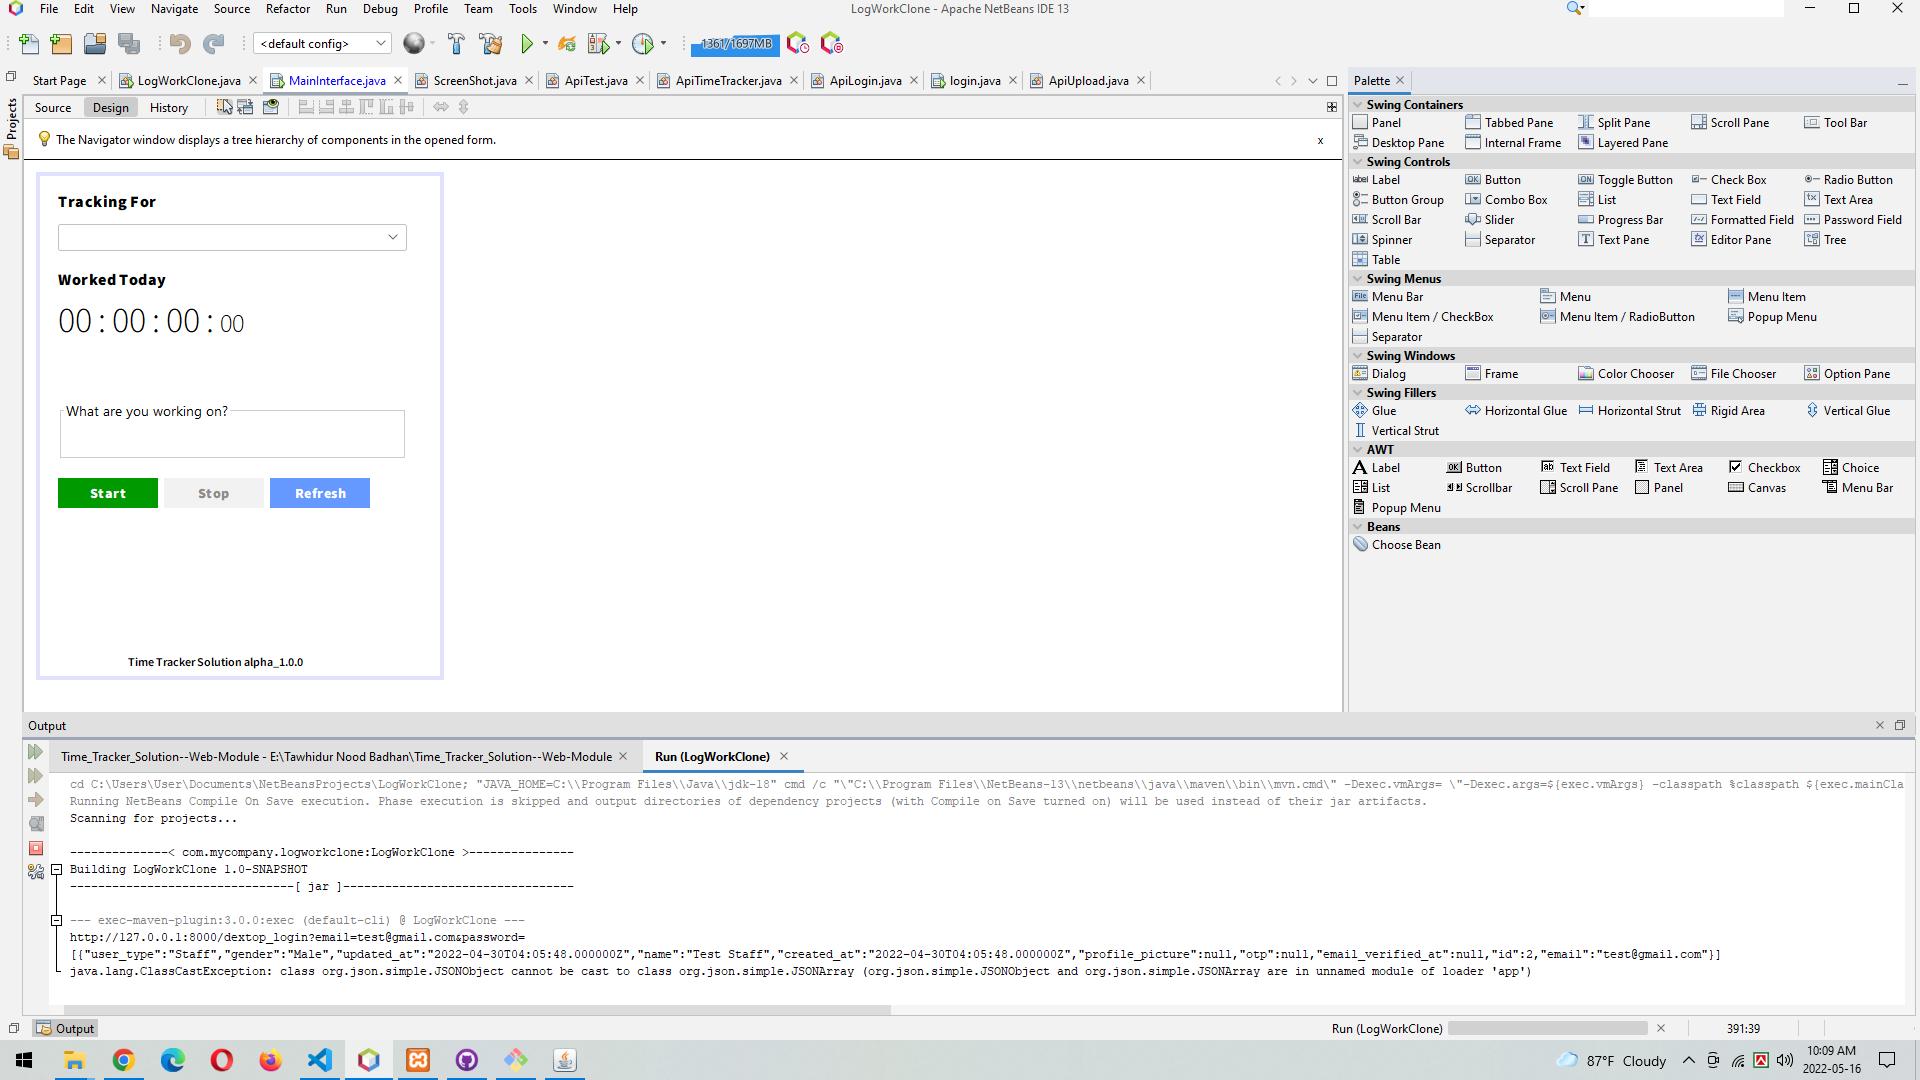 File Edit View Navigate Source Refactor Run Debug Profile Team Tools Window Help
LogWorkClone - Apache NetBeans IDE 13
<default config>
1361/1697MB
Start Page LogWorkClone.java MainInterface.java ScreenShot.java ApiTest.java ApiTimeTracker.java ApiLogin.java login.java ApiUpload.java
Source Design History
Projects
The Navigator window displays a tree hierarchy of components in the opened form.
x
Tracking For
Worked Today
00 : 00 : 00 : 00
What are you working on?
Start Stop Refresh
Time Tracker Solution alpha_1.0.0
Palette
Swing Containers
Panel Tabbed Pane Split Pane Scroll Pane Tool Bar
Desktop Pane Internal Frame Layered Pane
Swing Controls
Label Button Toggle Button Check Box Radio Button
Button Group Combo Box List Text Field Text Area
Scroll Bar Slider Progress Bar Formatted Field Password Field
Spinner Separator Text Pane Editor Pane Tree
Table
Swing Menus
Menu Bar Menu Menu Item
Menu Item / CheckBox Menu Item / RadioButton Popup Menu
Separator
Swing Windows
Dialog Frame Color Chooser File Chooser Option Pane
Swing Fillers
Glue Horizontal Glue Horizontal Strut Rigid Area Vertical Glue
Vertical Strut
AWT
Label Button Text Field Text Area Checkbox Choice
List Scrollbar Scroll Pane Panel Canvas Menu Bar
Popup Menu
Beans
Choose Bean
Output
Time_Tracker_Solution--Web-Module - E:\Tawhidur Nood Badhan\Time_Tracker_Solution--Web-Module
Run (LogWorkClone)
cd C:\Users\User\Documents\NetBeansProjects\LogWorkClone; "JAVA_HOME=C:\\Program Files\\Java\\jdk-18" cmd /c "\"C:\\Program Files\\NetBeans-13\\netbeans\\java\\maven\\bin\\mvn.cmd\" -Dexec.vmArgs= \"-Dexec.args=${exec.vmArgs} -classpath %classpath ${exec.mainCla
Running NetBeans Compile On Save execution. Phase execution is skipped and output directories of dependency projects (with Compile on Save turned on) will be used instead of their jar artifacts.
Scanning for projects...
--------------< com.mycompany.logworkclone:LogWorkClone >---------------
Building LogWorkClone 1.0-SNAPSHOT
--------------------------------[ jar ]---------------------------------
--- exec-maven-plugin:3.0.0:exec (default-cli) @ LogWorkClone ---
http://127.0.0.1:8000/dextop_login?email=test@gmail.com&password=
[{"user_type":"Staff","gender":"Male","updated_at":"2022-04-30T04:05:48.000000Z","name":"Test Staff","created_at":"2022-04-30T04:05:48.000000Z","profile_picture":null,"otp":null,"email_verified_at":null,"id":2,"email":"test@gmail.com"}]
java.lang.ClassCastException: class org.json.simple.JSONObject cannot be cast to class org.json.simple.JSONArray (org.json.simple.JSONObject and org.json.simple.JSONArray are in unnamed module of loader 'app')
Output
Run (LogWorkClone)
391:39
87°F Cloudy
10:09 AM
2022-05-16